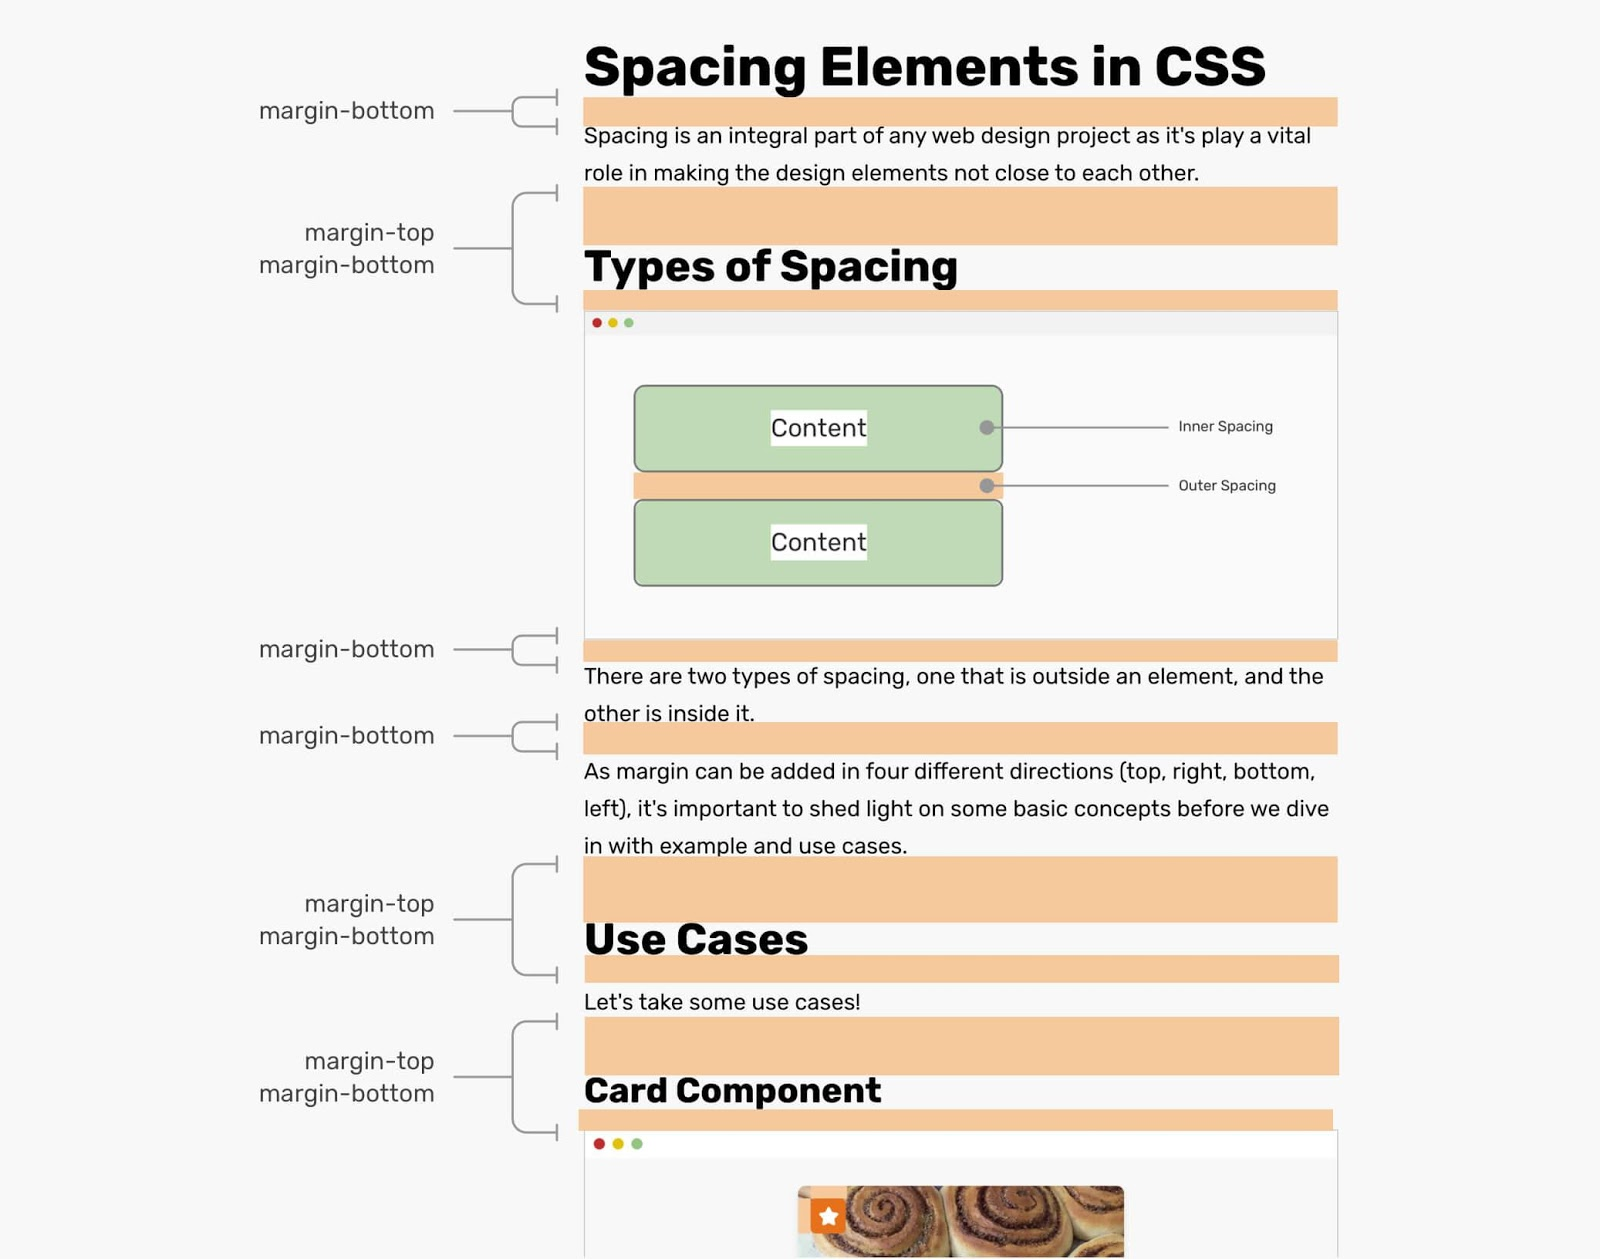 Spacing Elements in CSS
margin-bottom
Spacing is an integral part of any web design project as it's play a vital
role in making the design elements not close to each other.
margin-top
margin-bottom
Types of Spacing
Content
Inner Spacing
Outer Spacing
Content
margin-bottom
There are two types of spacing, one that is outside an element, and the
other is inside it.
margin-bottom
As margin can be added in four different directions (top, right, bottom,
left), it's important to shed light on some basic concepts before we dive
in with example and use cases.
margin-top
margin-bottom
Use Cases
Let's take some use cases!
margin-top
margin-bottom
Card Component